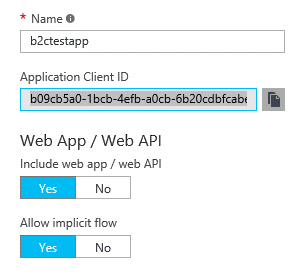 * Name
b2ctestapp
Application Client ID
b09cb5a0-1bcb-4efb-a0cb-6b20cdbfcabe
Web App / Web API
Include web app / web API
Yes No
Allow implicit flow
Yes No